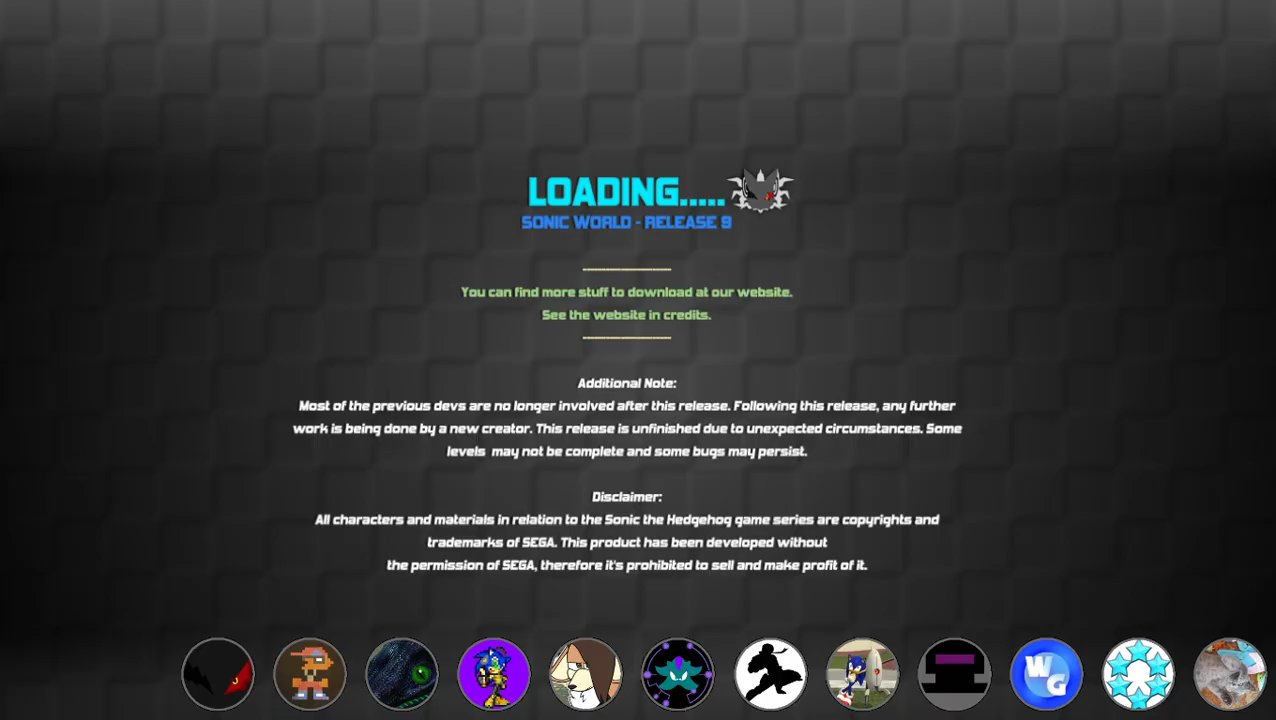 LOADING.....
SONIC WORLD - RELEASE 9
--------------------
You can find more stuff to download at our website.
See the website in credits.
--------------------
Additional Note:
Most of the previous devs are no longer involved after this release. Following this release, any further
work is being done by a new creator. This release is unfinished due to unexpected circumstances. Some
levels may not be complete and some bugs may persist.
Disclaimer:
All characters and materials in relation to the Sonic the Hedgehog game series are copyrights and
trademarks of SEGA. This product has been developed without
the permission of SEGA, therefore it's prohibited to sell and make profit of it.
WG